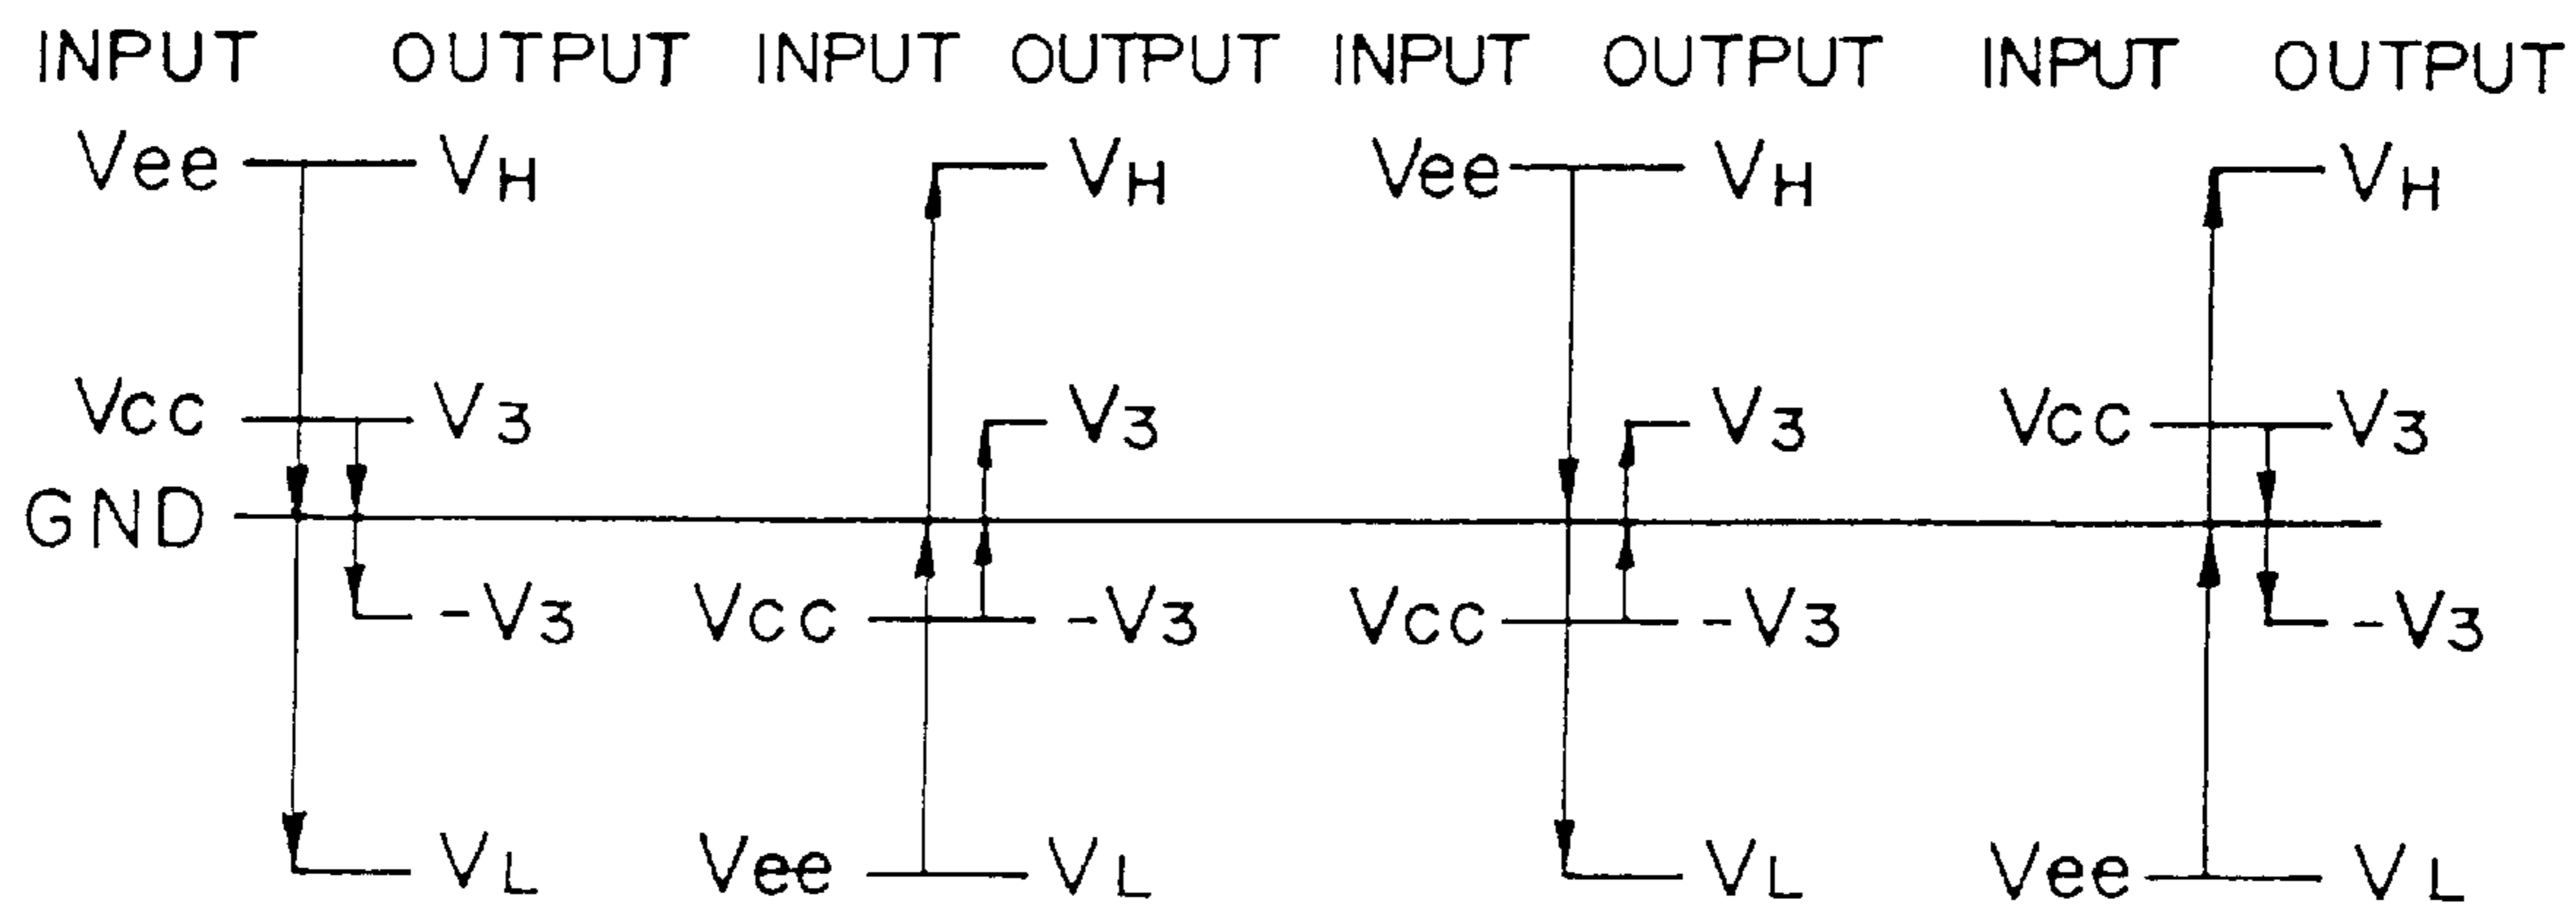 INPUT OUTPUT INPUT OUTPUT INPUT OUTPUT INPUT OUTPUT
Vee VH VH Vee VH VH
Vcc V3 V3 V3 Vcc V3
GND
-V3 Vcc -V3 Vcc -V3 -V3
VL Vee VL VL Vee VL